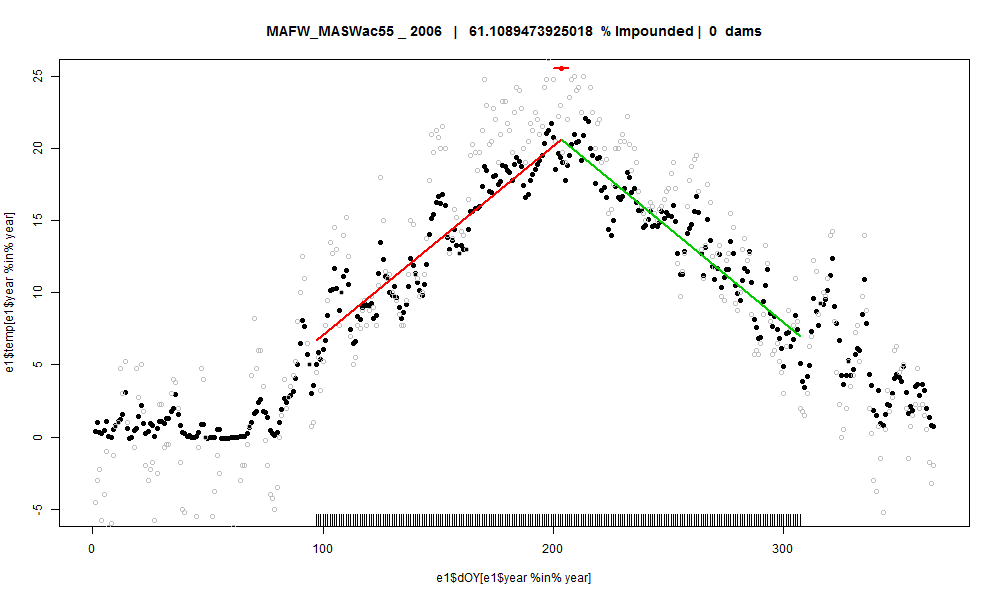 MAFW_MASWac55 _ 2006 | 61.1089473925018 % Impounded | 0 dams
e1$temp[e1$year %in% year]
25
20
15
10
5
0
-5
0 100 200 300
e1$dOY[e1$year %in% year]